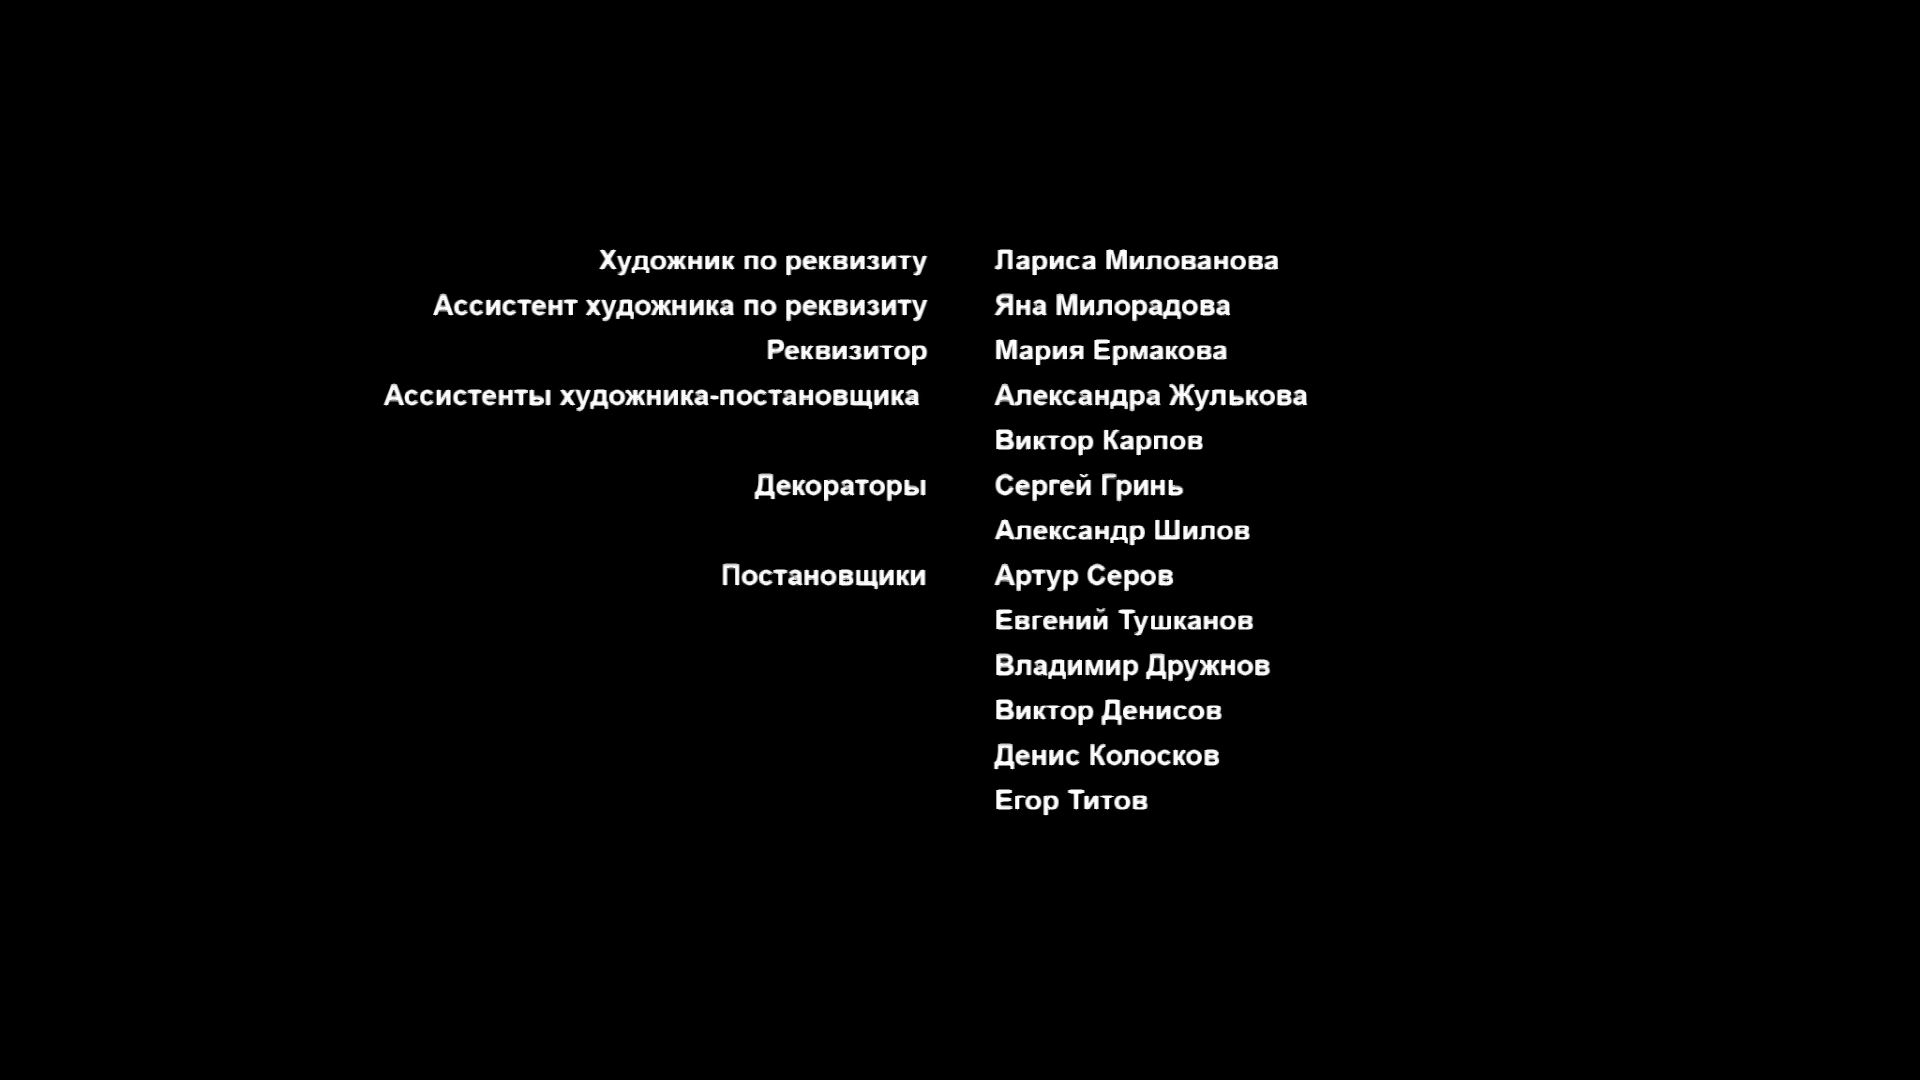 Художник по реквизиту Лариса Милованова
Ассистент художника по реквизиту Яна Милорадова
Реквизитор Мария Ермакова
Ассистенты художника-постановщика Александра Жулькова
Виктор Карпов
Декораторы Сергей Гринь
Александр Шилов
Постановщики Артур Серов
Евгений Тушканов
Владимир Дружнов
Виктор Денисов
Денис Колосков
Егор Титов